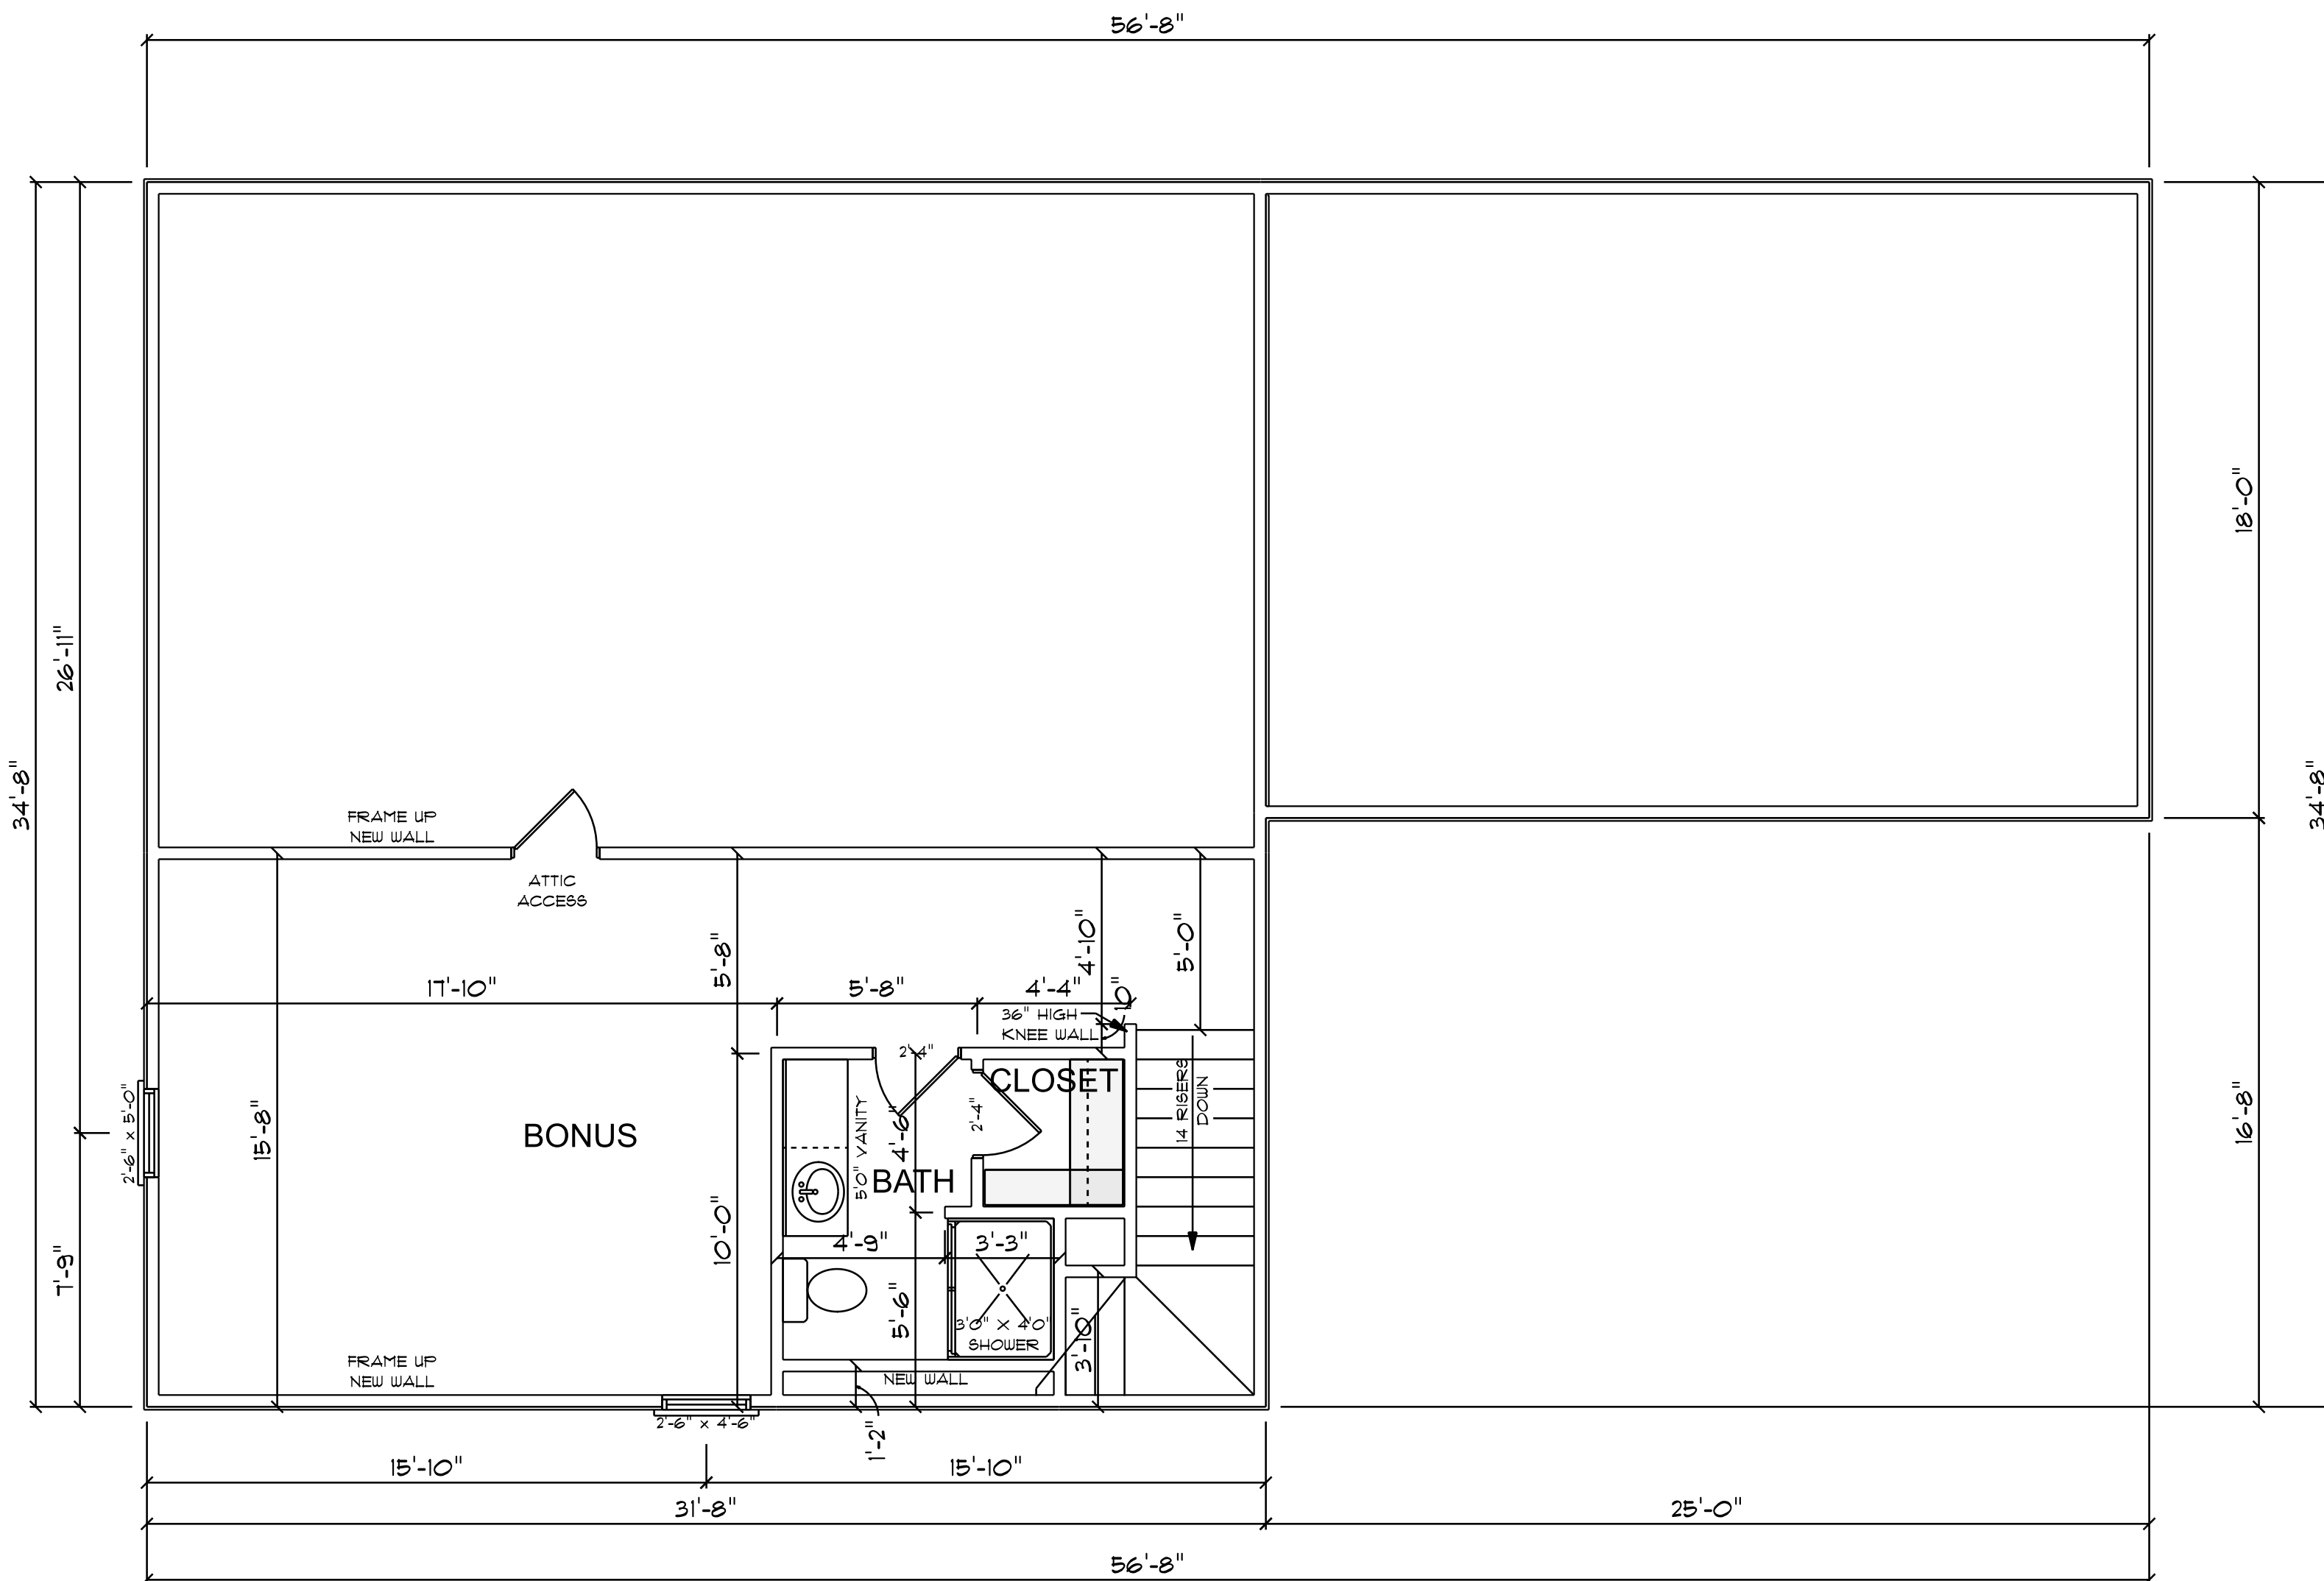 56'-8"
18'-0"
26'-11"
34'-8"
34'-8"
FRAME UP
NEW WALL
ATTIC
ACCESS
5'-8"
4'-10"
5'-0"
17'-10"
5'-8"
4'-4"
10"
36" HIGH
KNEE WALL
2'-4"
CLOSET
2'-6" x 5'-0"
15'-8"
BONUS
5'0" VANITY
4'-6"
2'-4"
14 RISERS
DOWN
16'-8"
BATH
7'-9"
10'-0"
4'-9"
3'-3"
5'-6"
3'0" X 4'0"
SHOWER
3'-10"
FRAME UP
NEW WALL
NEW WALL
2'-6" x 4'-6"
1'-2"
15'-10"
15'-10"
31'-8"
25'-0"
56'-8"